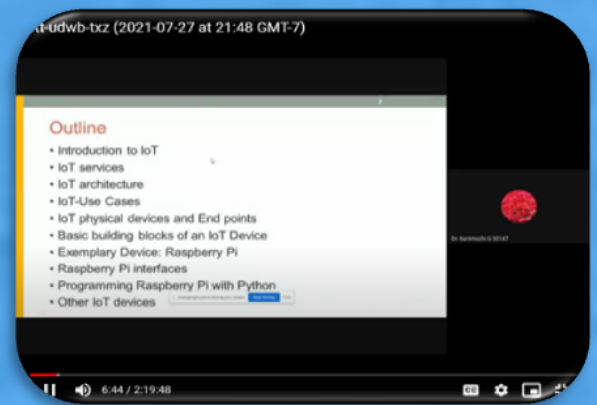 tt-udwb-txz (2021-07-27 at 21:48 GMT-7)
Outline
• Introduction to IoT
• IoT services
• IoT architecture
• IoT-Use Cases
• IoT physical devices and End points
• Basic building blocks of an IoT Device
• Exemplary Device: Raspberry Pi
• Raspberry Pi interfaces
• Programming Raspberry Pi with Python
• Other IoT devices
6:44 / 2:19:48
CC